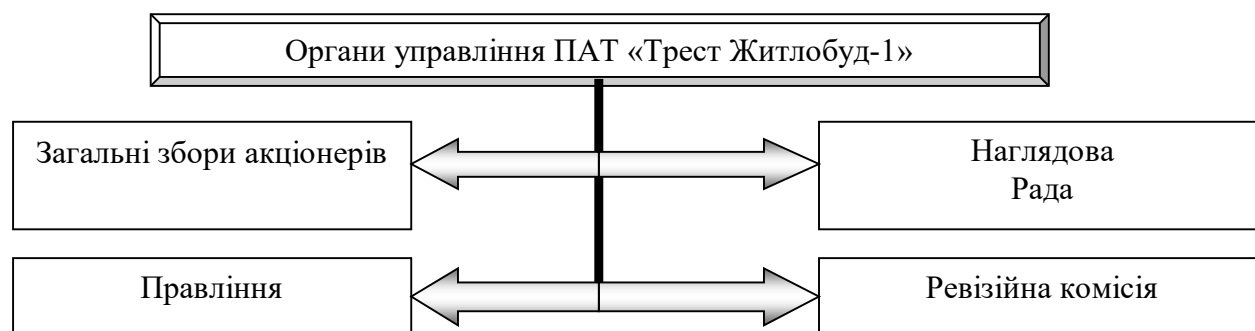 Органи управління ПАТ «Трест Житлобуд-1»
Загальні збори акціонерів
Наглядова
Рада
Правління
Ревізійна комісія